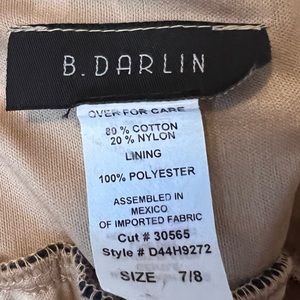 B. DARLIN
OVER FOR CARE
80 % COTTON
20 % NYLON
LINING
100% POLYESTER
ASSEMBLED IN
MEXICO
OF IMPORTED FABRIC
Cut # 30565
Style # D44H9272
SIZE 7/8